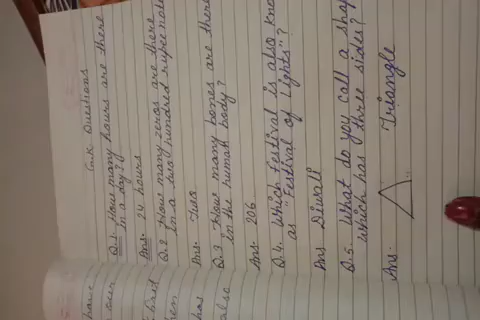 G.K Questions
Q.1. How many hours are there
in a day?
Ans. 24 hours
Q.2 How many zeros are there
in a two hundred rupee note
Ans. Two
Q.3 How many bones are there
in the human body?
Ans. 206
Q.4. Which festival is also
as "Festival of Lights"?
Ans Diwali
Q.5. What do you call a
which has three sides?
Ans. Triangle
have
his
also